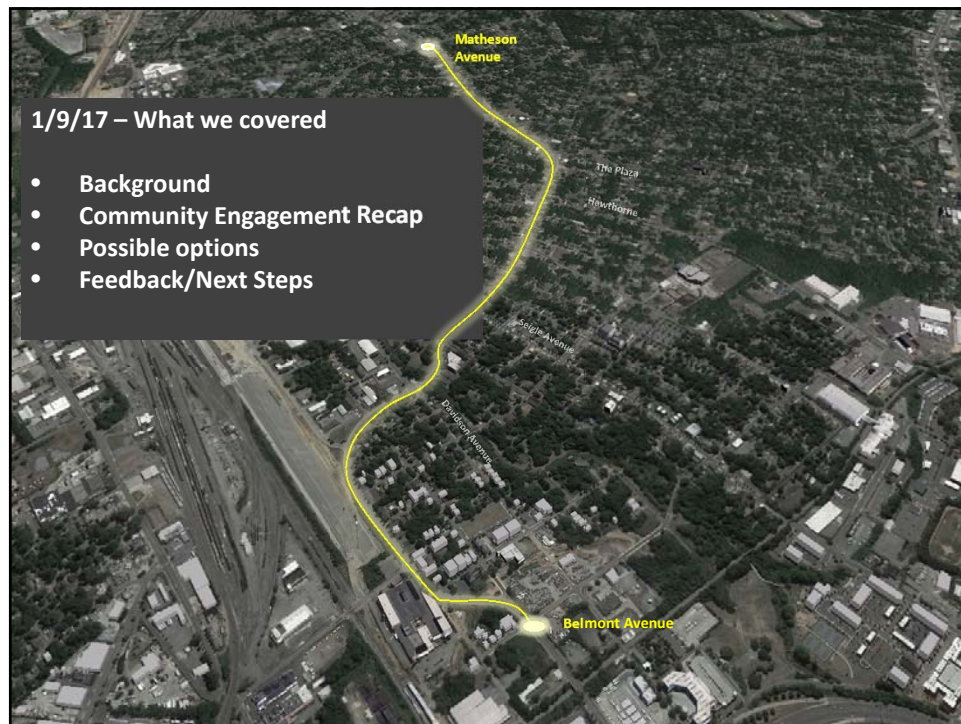 Matheson
Avenue
1/9/17 – What we covered
• Background
• Community Engagement Recap
• Possible options
• Feedback/Next Steps
The Plaza
Hawthorne
Seigle Avenue
Davidson Avenue
Belmont Avenue